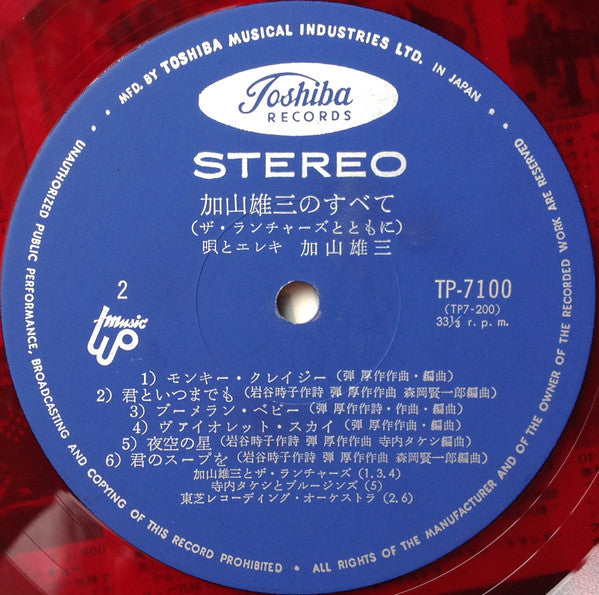 MFD. BY TOSHIBA MUSICAL INDUSTRIES LTD. IN JAPAN
Toshiba
RECORDS
STEREO
加山雄三のすべて
(ザ・ランチャーズとともに)
唄とエレキ 加山雄三
2
TP-7100
(TP7-200)
33⅓ r.p.m.
music
1) モンキー・クレイジー (弾 厚作作曲・編曲)
2) 君といつまでも (岩谷時子作詩 弾 厚作作曲 森岡賢一郎編曲)
3) ブーメラン・ベビー (弾 厚作作詩・作曲・編曲)
4) ヴァイオレット・スカイ (弾 厚作作曲・編曲)
5) 夜空の星 (岩谷時子作詩 弾 厚作作曲 寺内タケシ編曲)
6) 君のスープを (岩谷時子作詩 弾 厚作作曲 森岡賢一郎編曲)
加山雄三とザ・ランチャーズ (1.3.4)
寺内タケシとブルージンズ (5)
東芝レコーディング・オーケストラ (2.6)
UNAUTHORIZED PUBLIC PERFORMANCE, BROADCASTING AND COPYING OF THIS RECORD PROHIBITED • ALL RIGHTS OF THE MANUFACTURER AND OF THE OWNER OF THE RECORDED WORK ARE RESERVED